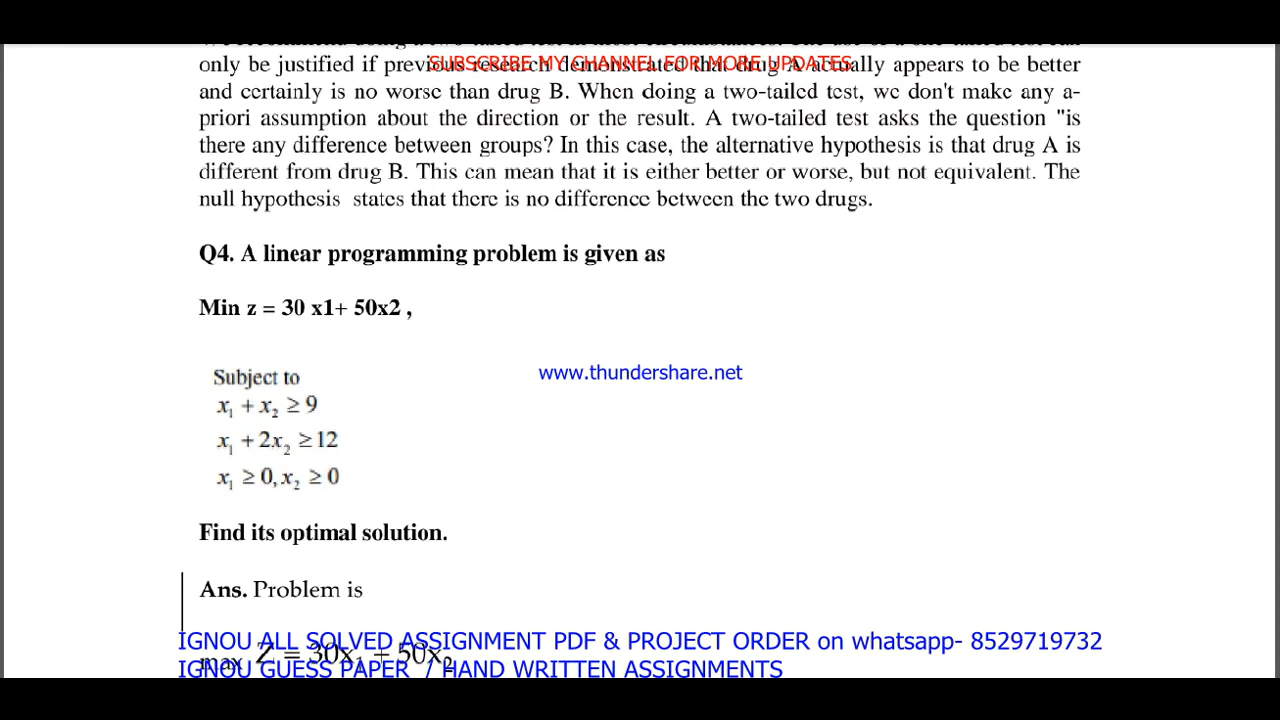 SUBSCRIBE MY CHANNEL FOR MORE UPDATES
only be justified if previous research demonstrated that drug A actually appears to be better
and certainly is no worse than drug B. When doing a two-tailed test, we don't make any a-
priori assumption about the direction or the result. A two-tailed test asks the question "is
there any difference between groups? In this case, the alternative hypothesis is that drug A is
different from drug B. This can mean that it is either better or worse, but not equivalent. The
null hypothesis states that there is no difference between the two drugs.
Q4. A linear programming problem is given as
Min z = 30 x1+ 50x2 ,
www.thundershare.net
Subject to
x₁ + x₂ ≥ 9
x₁ + 2x₂ ≥ 12
x₁ ≥ 0, x₂ ≥ 0
Find its optimal solution.
Ans. Problem is
IGNOU ALL SOLVED ASSIGNMENT PDF & PROJECT ORDER on whatsapp- 8529719732
max Z = 30x₁ + 50x₂
IGNOU GUESS PAPER / HAND WRITTEN ASSIGNMENTS